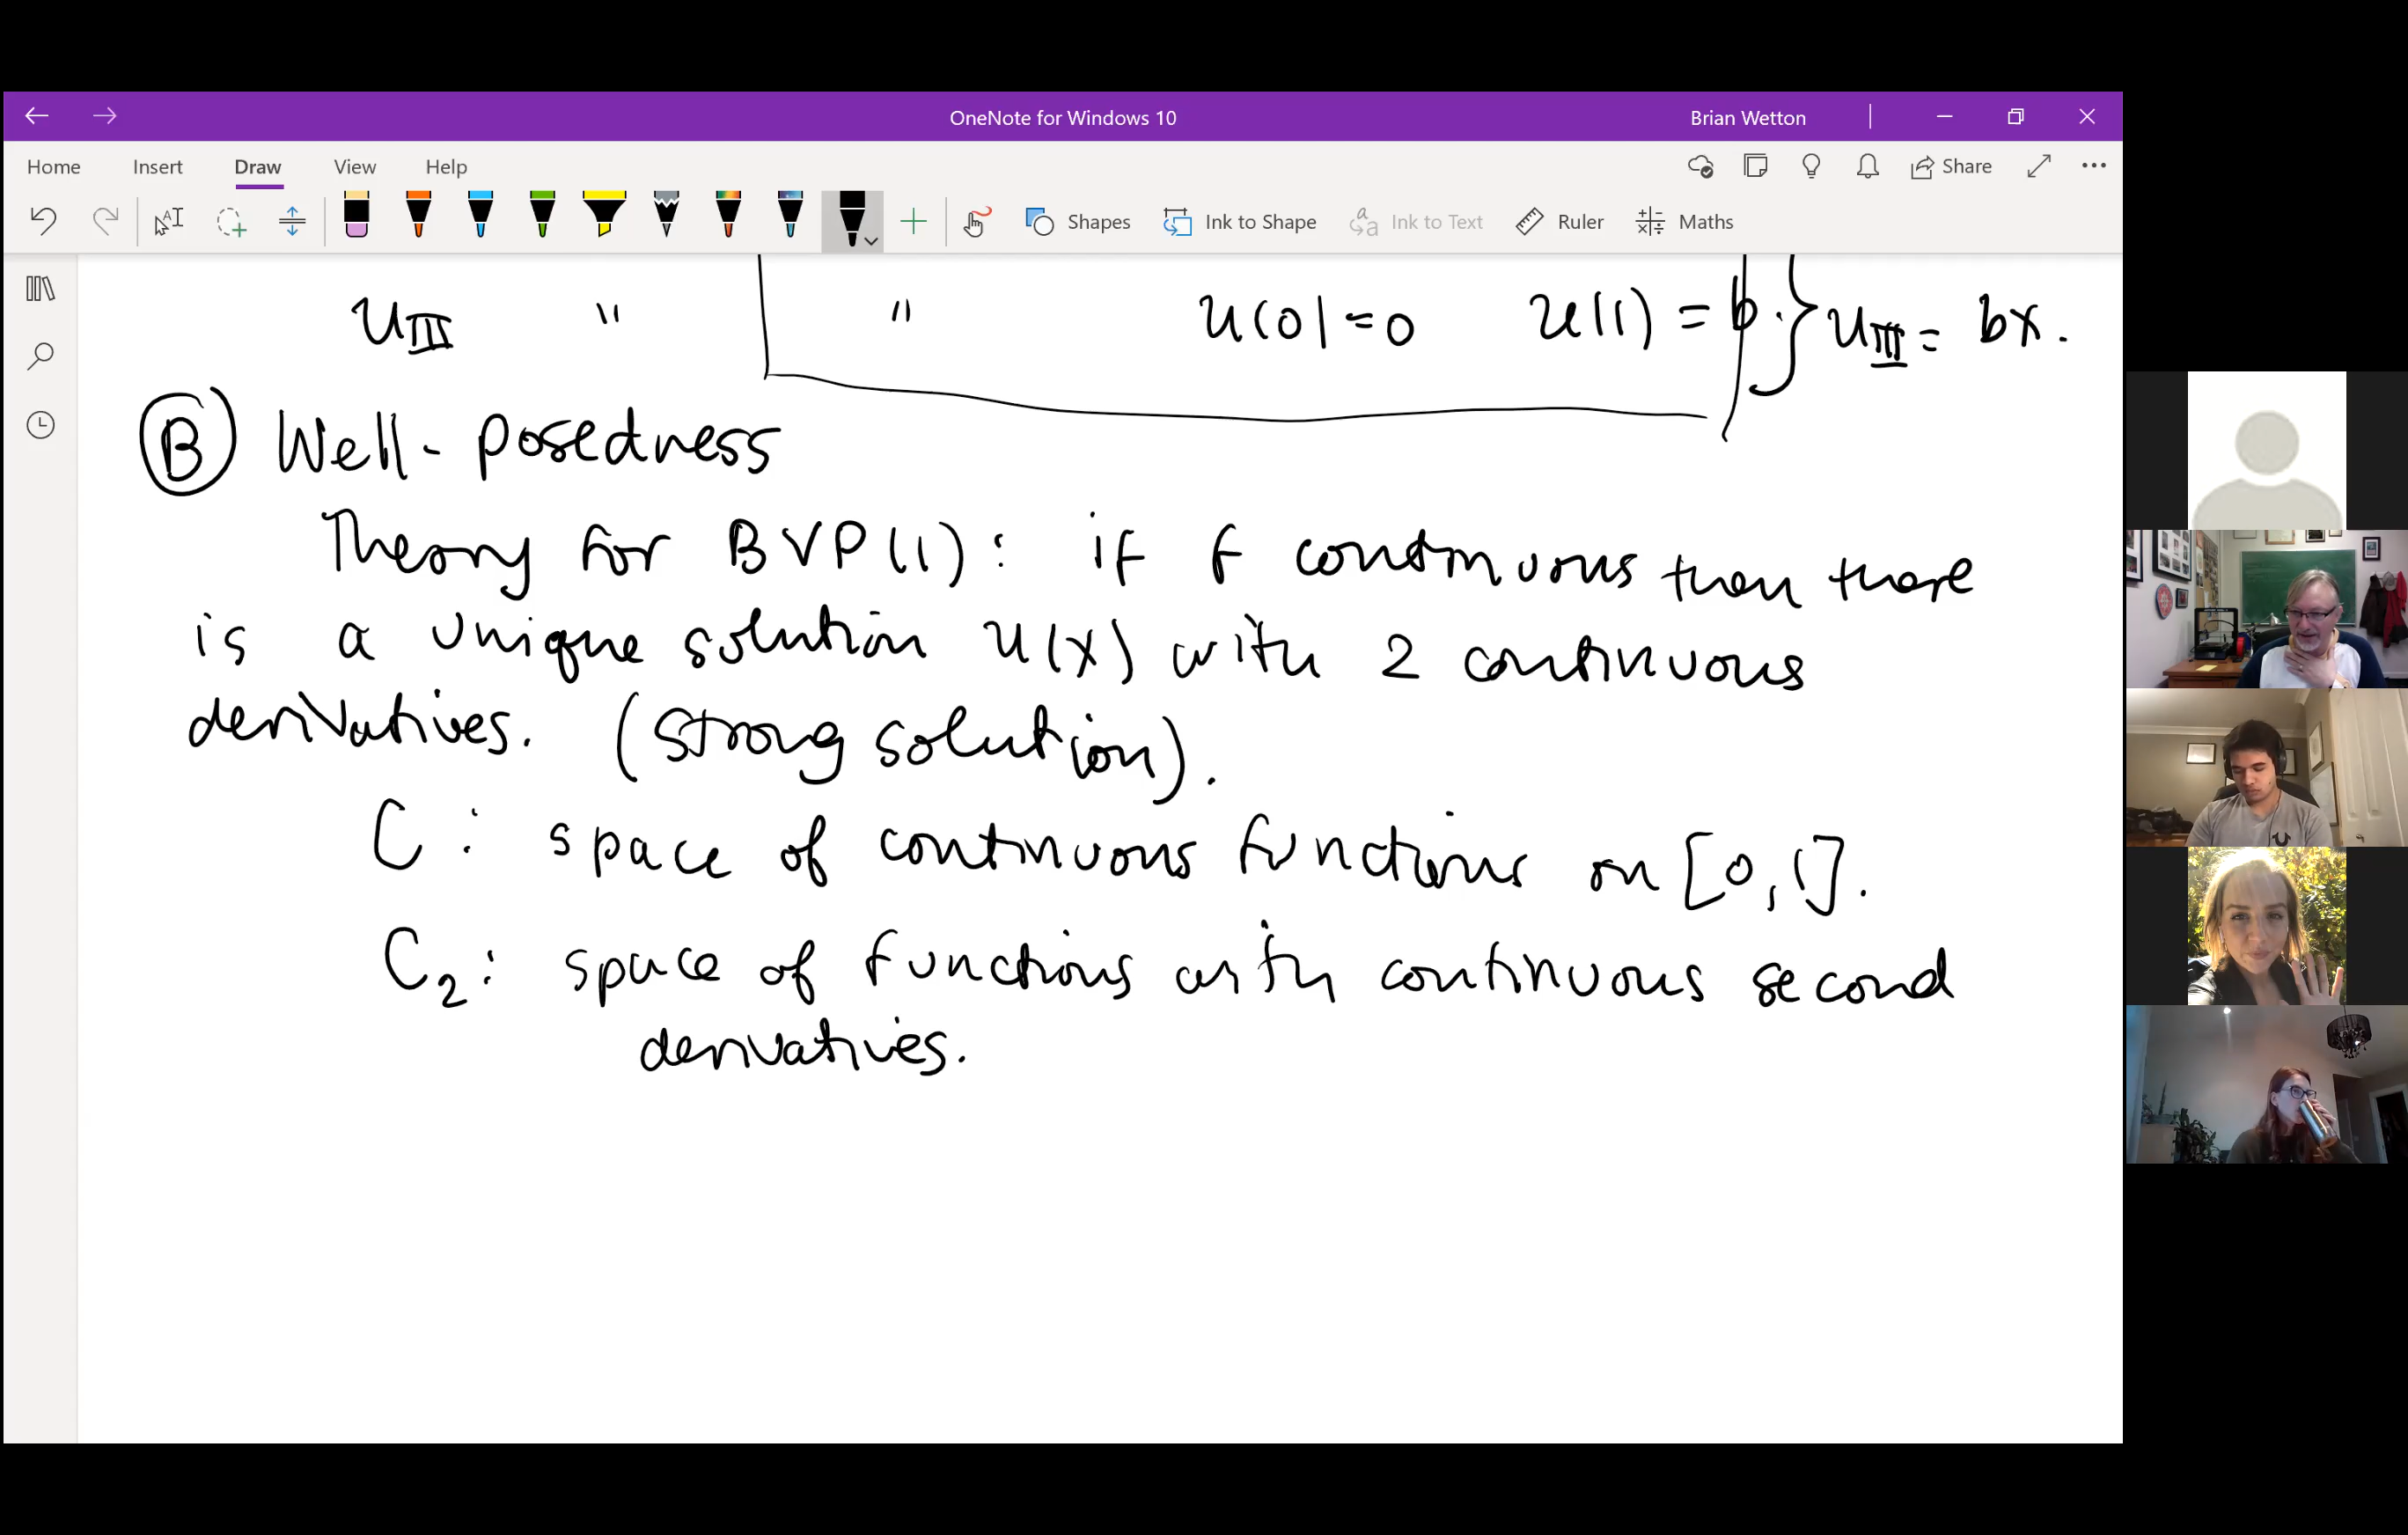 OneNote for Windows 10
Brian Wetton
Home Insert Draw View Help
Share
Shapes Ink to Shape Ink to Text Ruler Maths
u_III " " u(0)=0 u(1) = b. } u_III = bx.
(B) Well-posedness
Theory for BVP(1): if f continuous then there
is a unique solution u(x) with 2 continuous
derivatives. (strong solution).
C: space of continuous functions on [0,1].
C_2: space of functions with continuous second
derivatives.